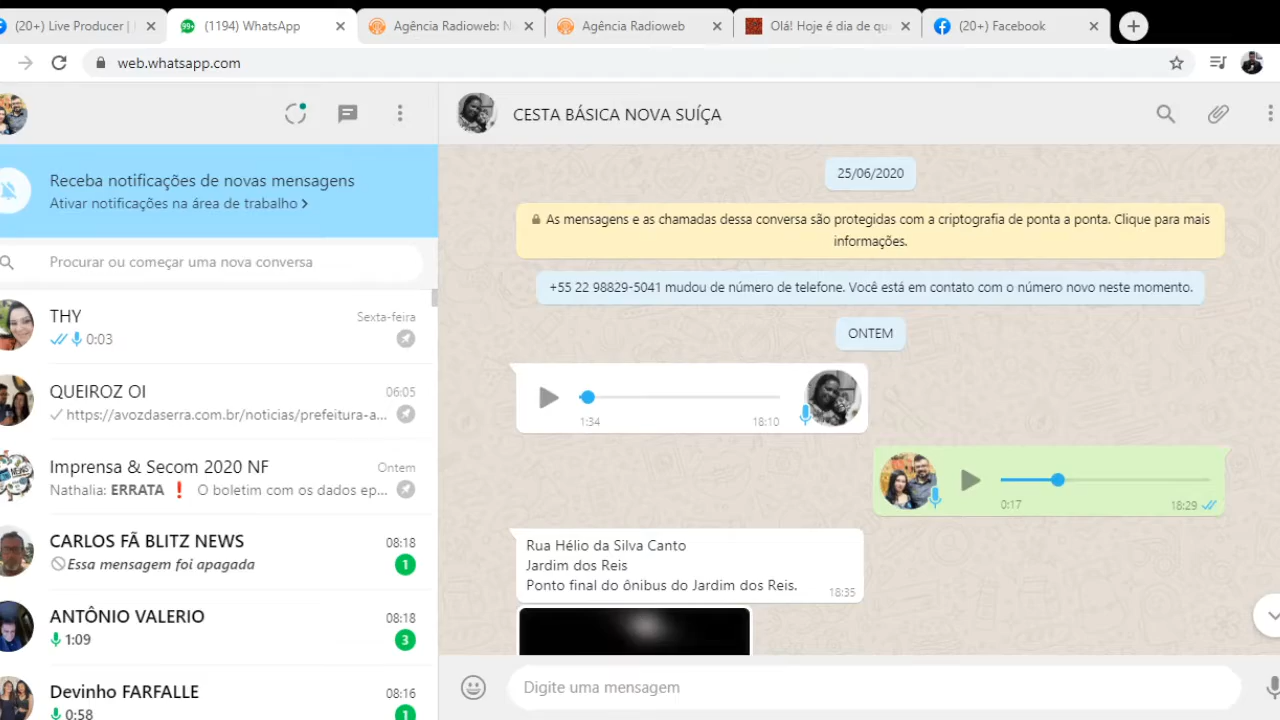 (20+) Live Producer |
(1194) WhatsApp
Agência Radioweb: N
Agência Radioweb
Olá! Hoje é dia de que
(20+) Facebook
web.whatsapp.com
CESTA BÁSICA NOVA SUÍÇA
Receba notificações de novas mensagens
Ativar notificações na área de trabalho >
Procurar ou começar uma nova conversa
THY
Sexta-feira
0:03
QUEIROZ OI
06:05
https://avozdaserra.com.br/noticias/prefeitura-a...
Imprensa & Secom 2020 NF
Ontem
Nathalia: ERRATA ❗ O boletim com os dados ep...
CARLOS FÃ BLITZ NEWS
08:18
Essa mensagem foi apagada
1
ANTÔNIO VALERIO
08:18
1:09
3
Devinho FARFALLE
08:16
0:58
1
25/06/2020
As mensagens e as chamadas dessa conversa são protegidas com a criptografia de ponta a ponta. Clique para mais
informações.
+55 22 98829-5041 mudou de número de telefone. Você está em contato com o número novo neste momento.
ONTEM
1:34
18:10
0:17
18:29
Rua Hélio da Silva Canto
Jardim dos Reis
Ponto final do ônibus do Jardim dos Reis.
18:35
Digite uma mensagem